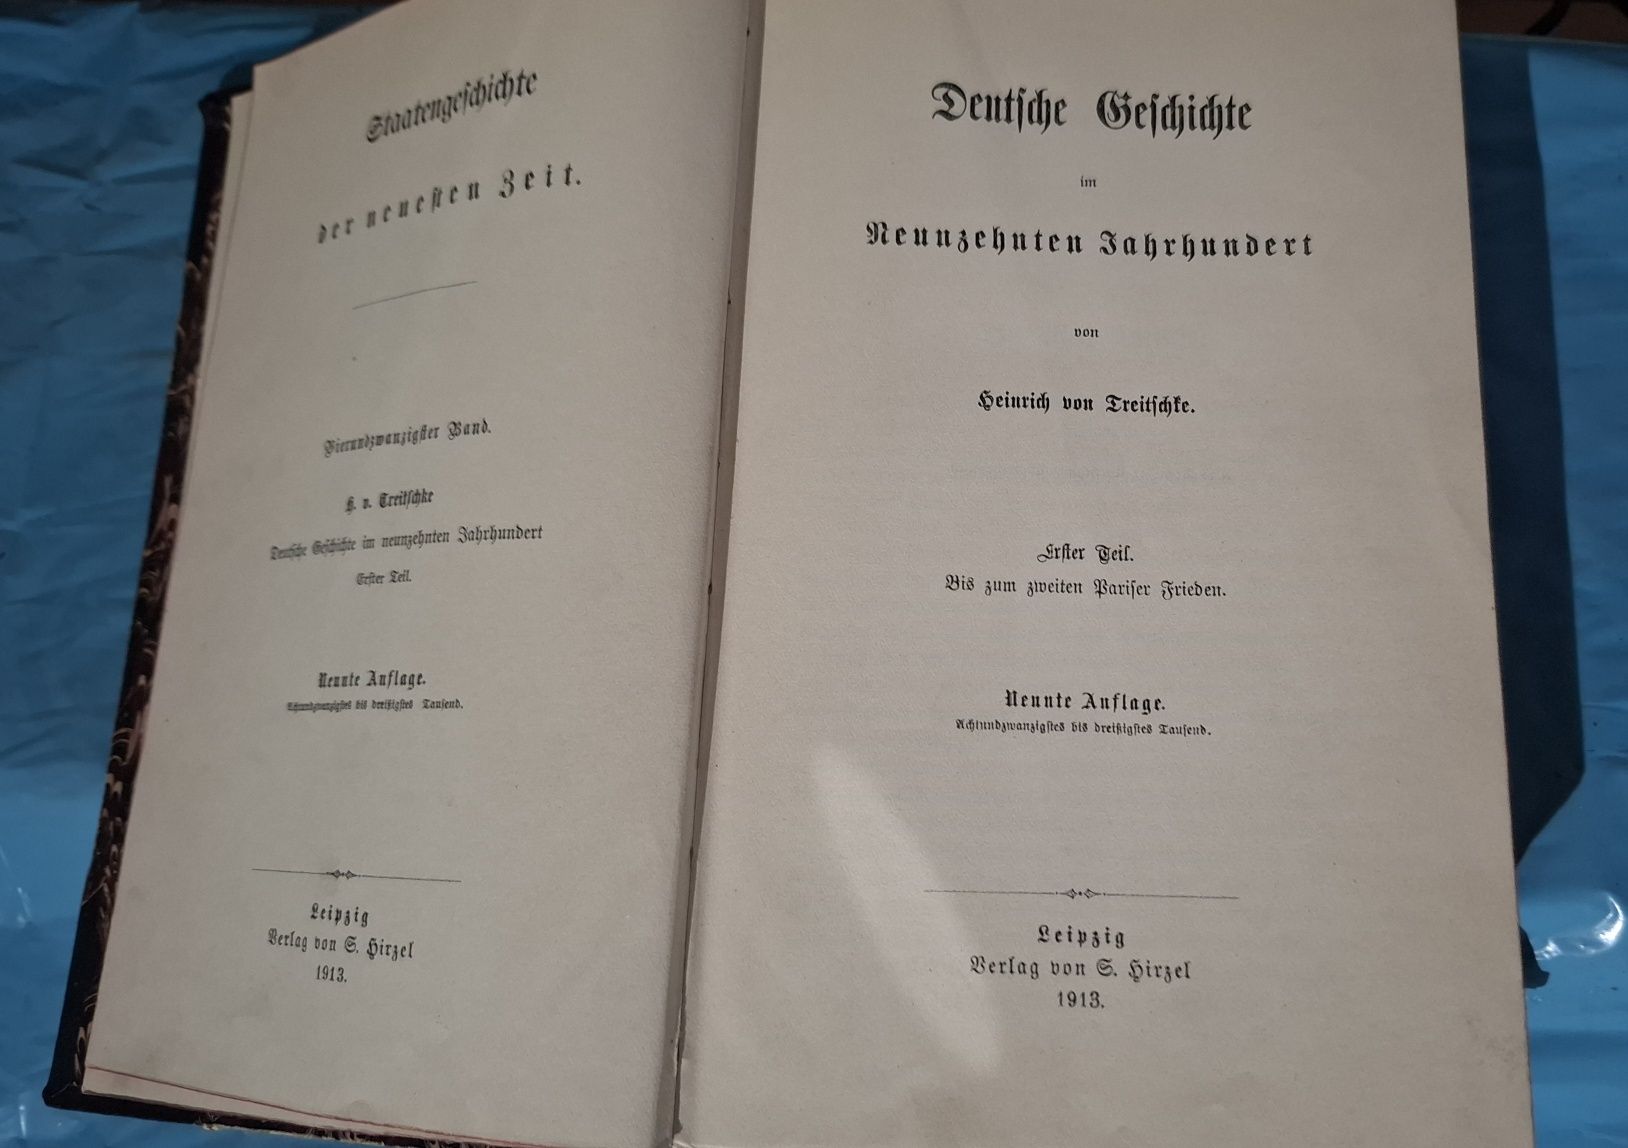 Staatengeschichte
der neuesten Zeit.
Vierundzwanzigster Band.
H. v. Treitschke
Deutsche Geschichte im neunzehnten Jahrhundert
Erster Teil.
Neunte Auflage.
Achtundzwanzigstes bis dreißigstes Tausend.
Leipzig
Verlag von S. Hirzel
1913.
Deutsche Geschichte
im
Neunzehnten Jahrhundert
von
Heinrich von Treitschke.
Erster Teil.
Bis zum zweiten Pariser Frieden.
Neunte Auflage.
Achtundzwanzigstes bis dreißigstes Tausend.
Leipzig
Verlag von S. Hirzel
1913.